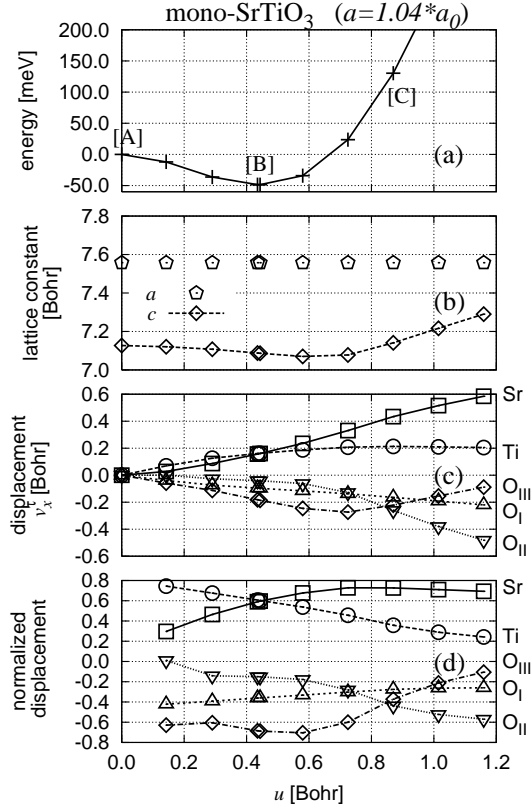 mono-SrTiO3 (a=1.04*a0)
energy [meV]
200.0
150.0
100.0
50.0
0.0
-50.0
[A]
[B]
[C]
(a)
lattice constant
[Bohr]
7.8
7.6
7.4
7.2
7.0
a
c
(b)
displacement
v'x [Bohr]
0.6
0.4
0.2
0.0
-0.2
-0.4
-0.6
Sr
Ti
OIII
OI
OII
(c)
normalized
displacement
0.8
0.6
0.4
0.2
0.0
-0.2
-0.4
-0.6
-0.8
Sr
Ti
OIII
OI
OII
(d)
0.0 0.2 0.4 0.6 0.8 1.0 1.2
u [Bohr]